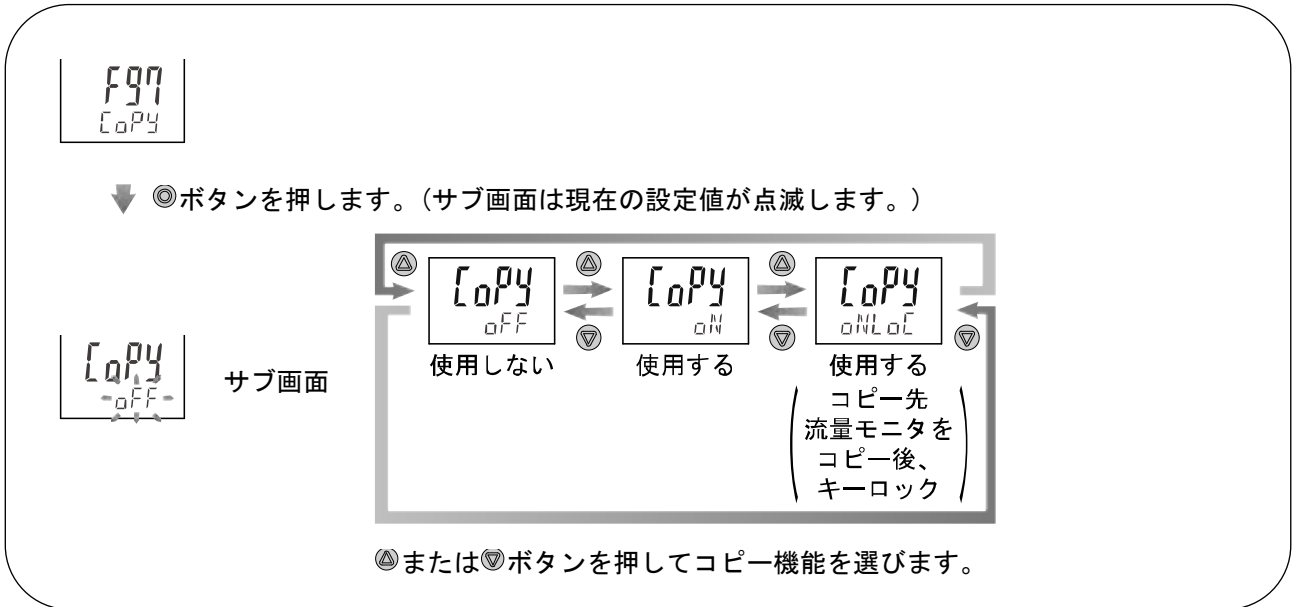 F97
CoPY
◎ボタンを押します。（サブ画面は現在の設定値が点滅します。）
CoPY
oFF
サブ画面
CoPY
oFF
使用しない
CoPY
oN
使用する
CoPY
oNLoC
使用する
コピー先
流量モニタを
コピー後、
キーロック
△または▽ボタンを押してコピー機能を選びます。